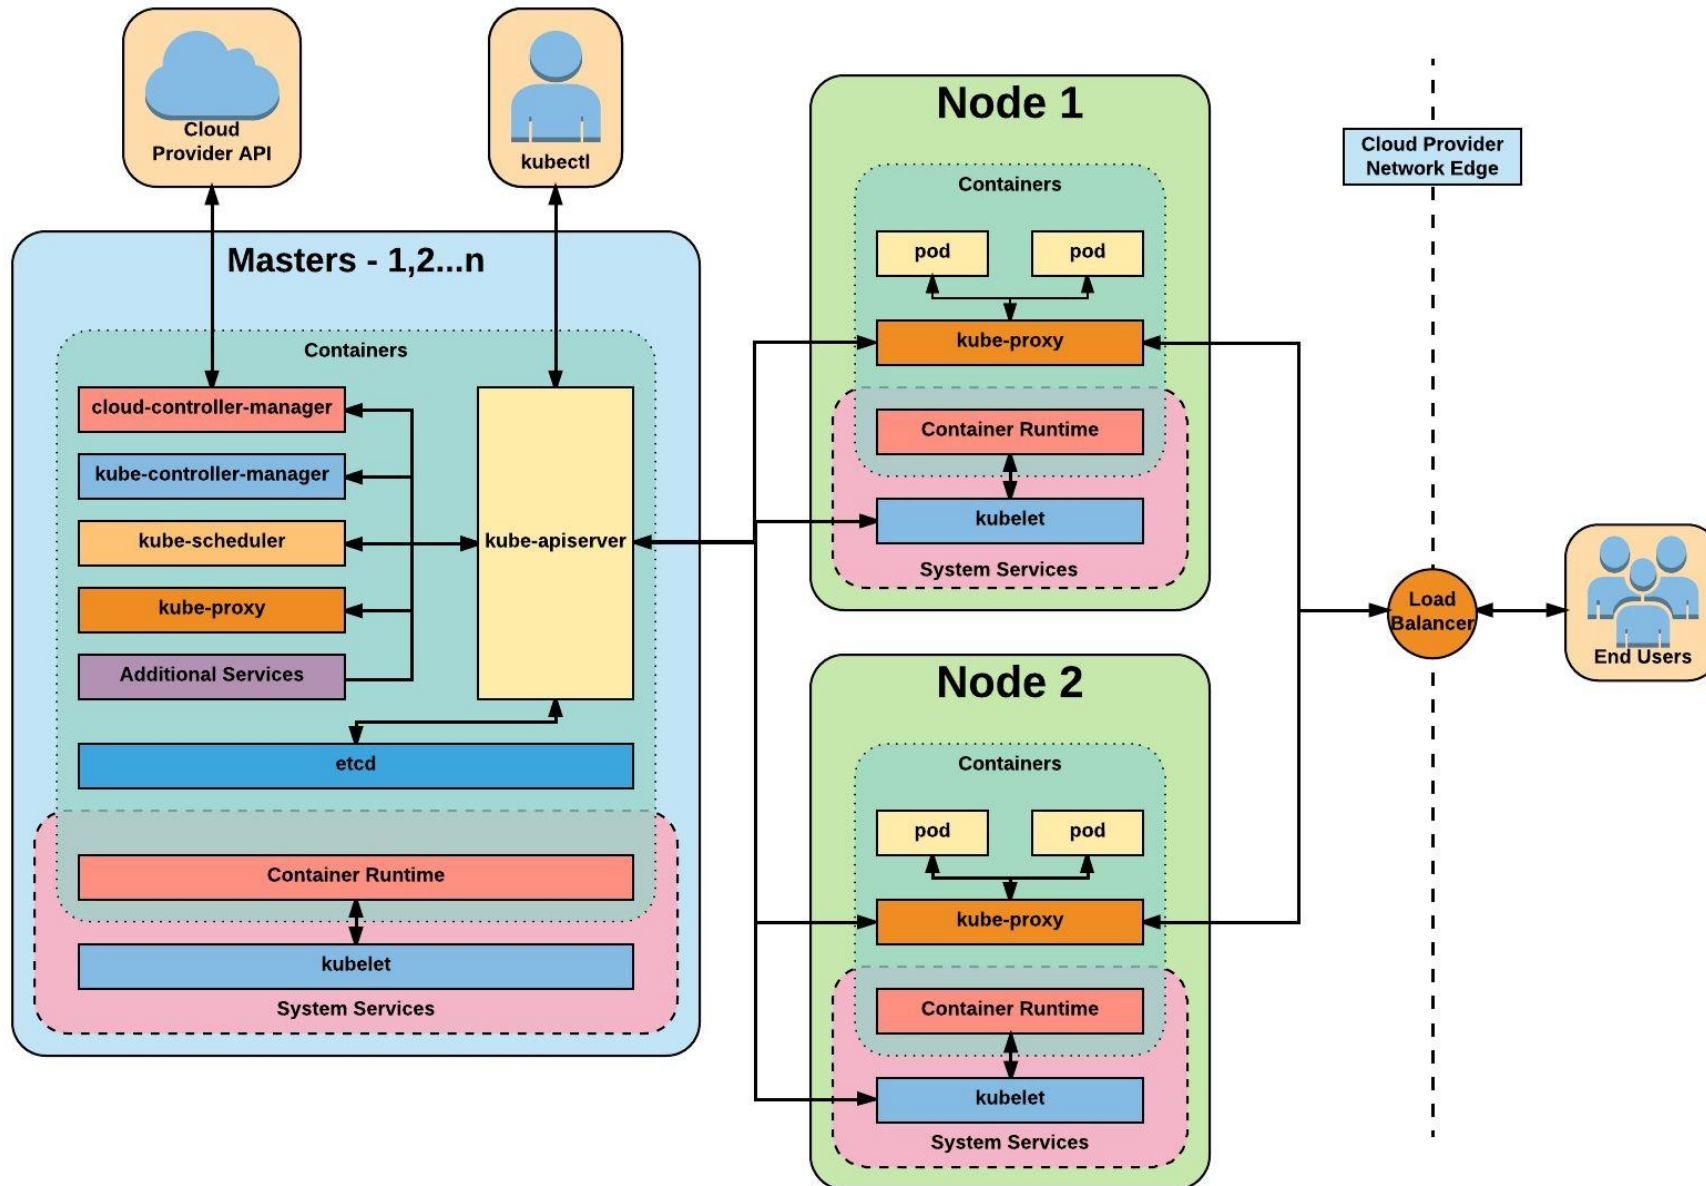 Cloud
Provider API
kubectl
Masters - 1,2...n
Containers
cloud-controller-manager
kube-controller-manager
kube-scheduler
kube-proxy
Additional Services
kube-apiserver
etcd
Container Runtime
kubelet
System Services
Node 1
Containers
pod
pod
kube-proxy
Container Runtime
kubelet
System Services
Node 2
Containers
pod
pod
kube-proxy
Container Runtime
kubelet
System Services
Cloud Provider
Network Edge
Load
Balancer
End Users